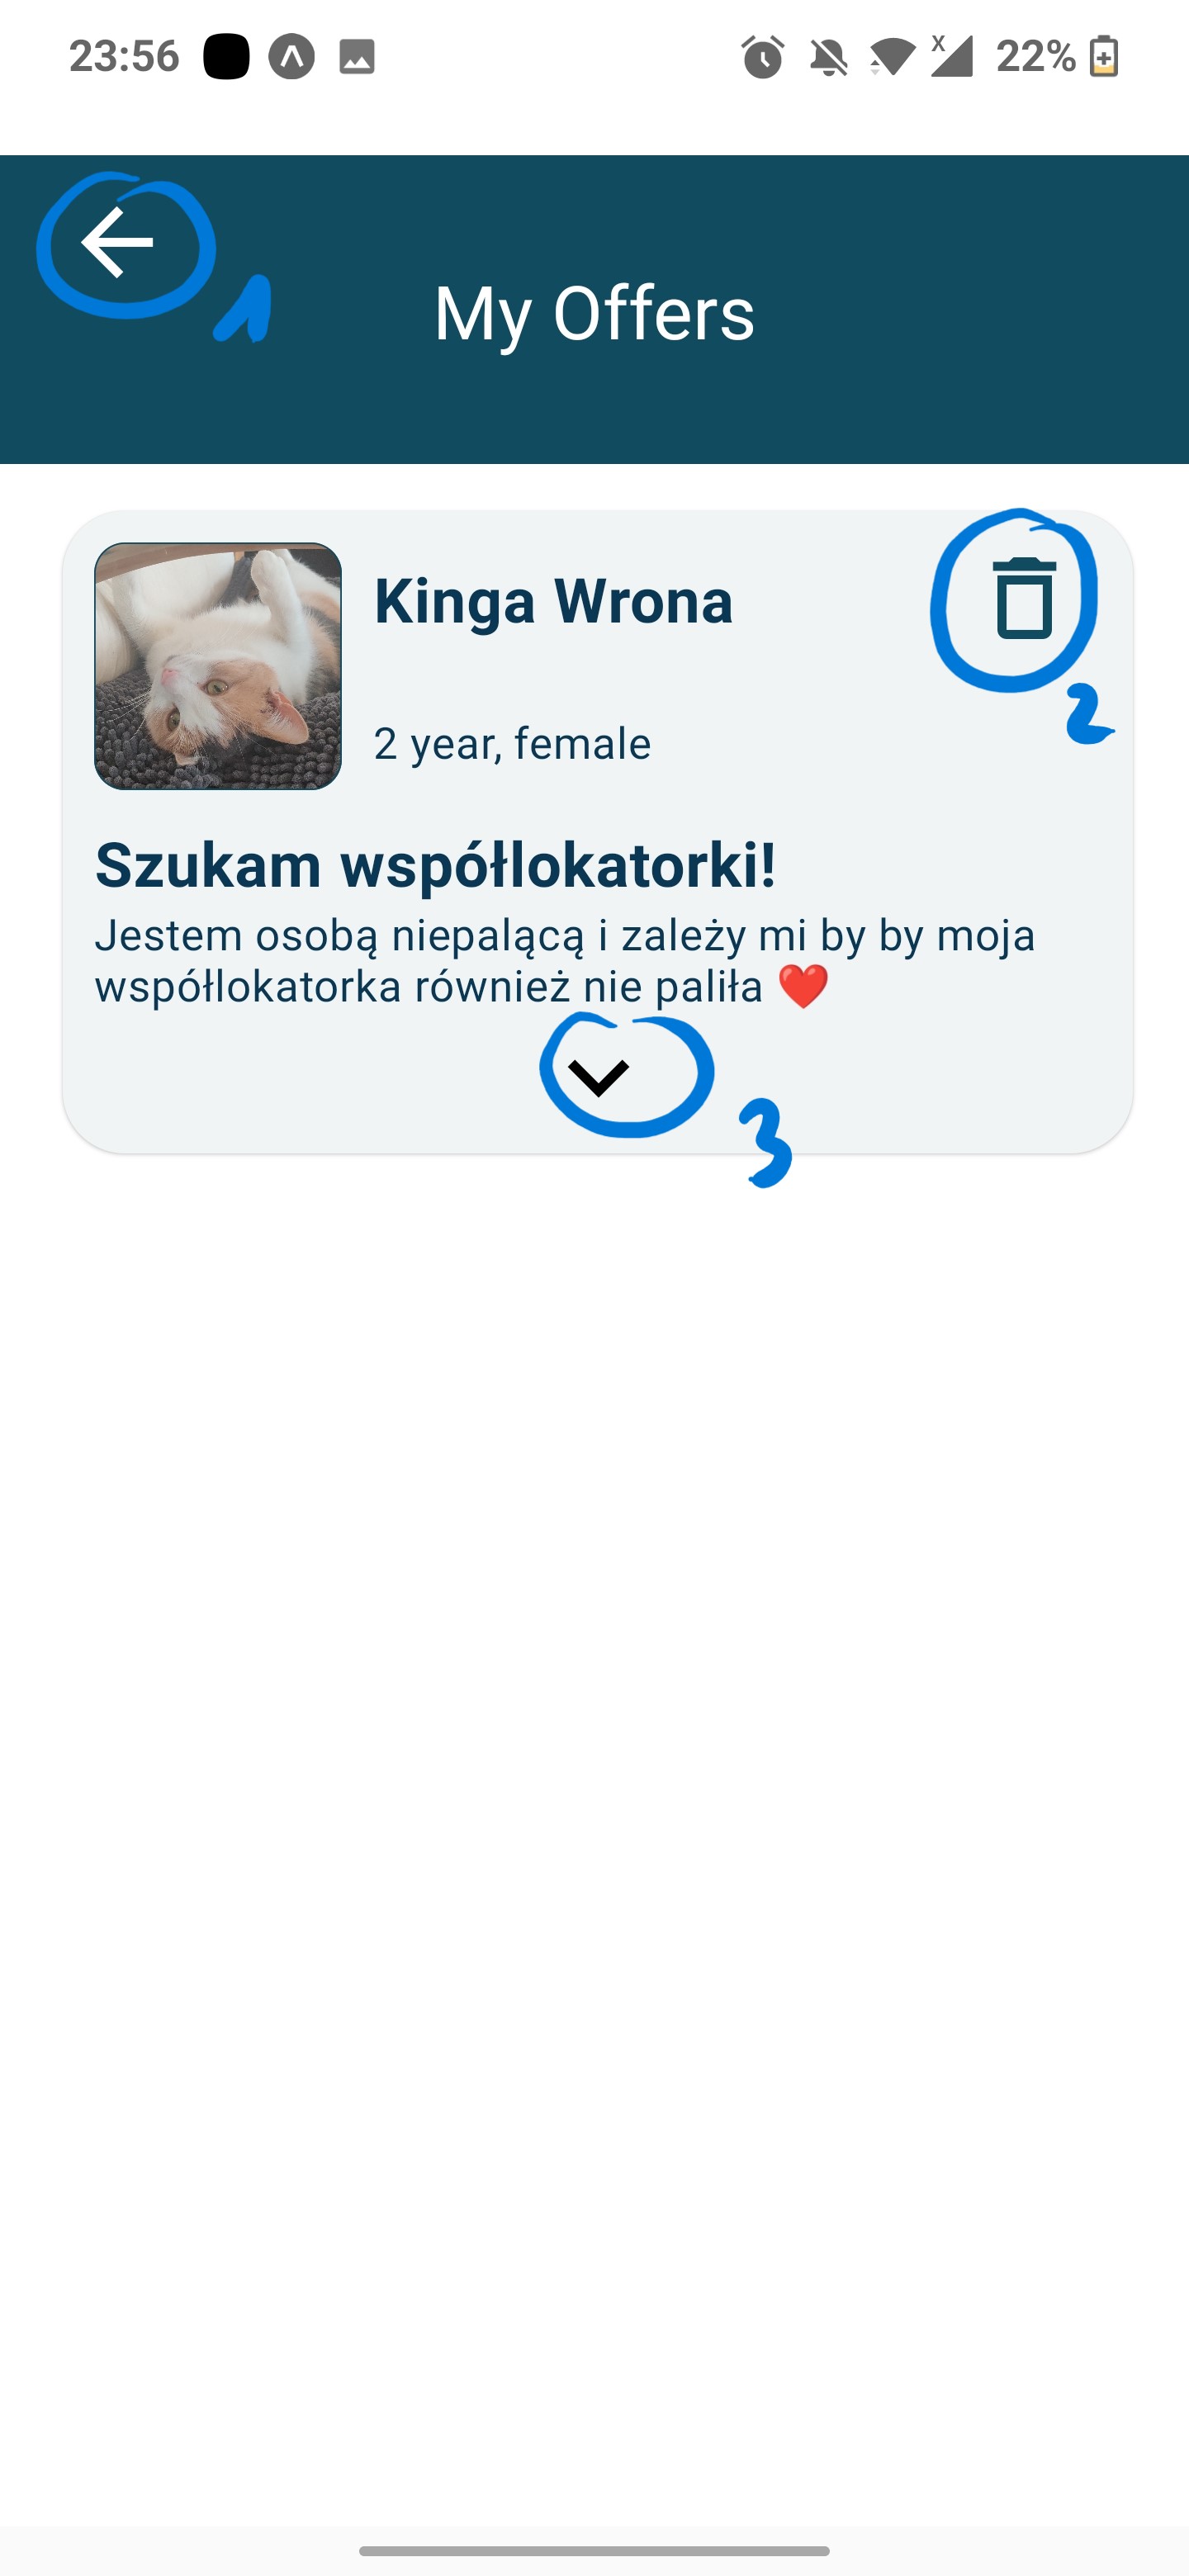 23:56
22%
1
My Offers
Kinga Wrona
2
2 year, female
Szukam współlokatorki!
Jestem osobą niepalącą i zależy mi by by moja
współlokatorka również nie paliła ❤️
3